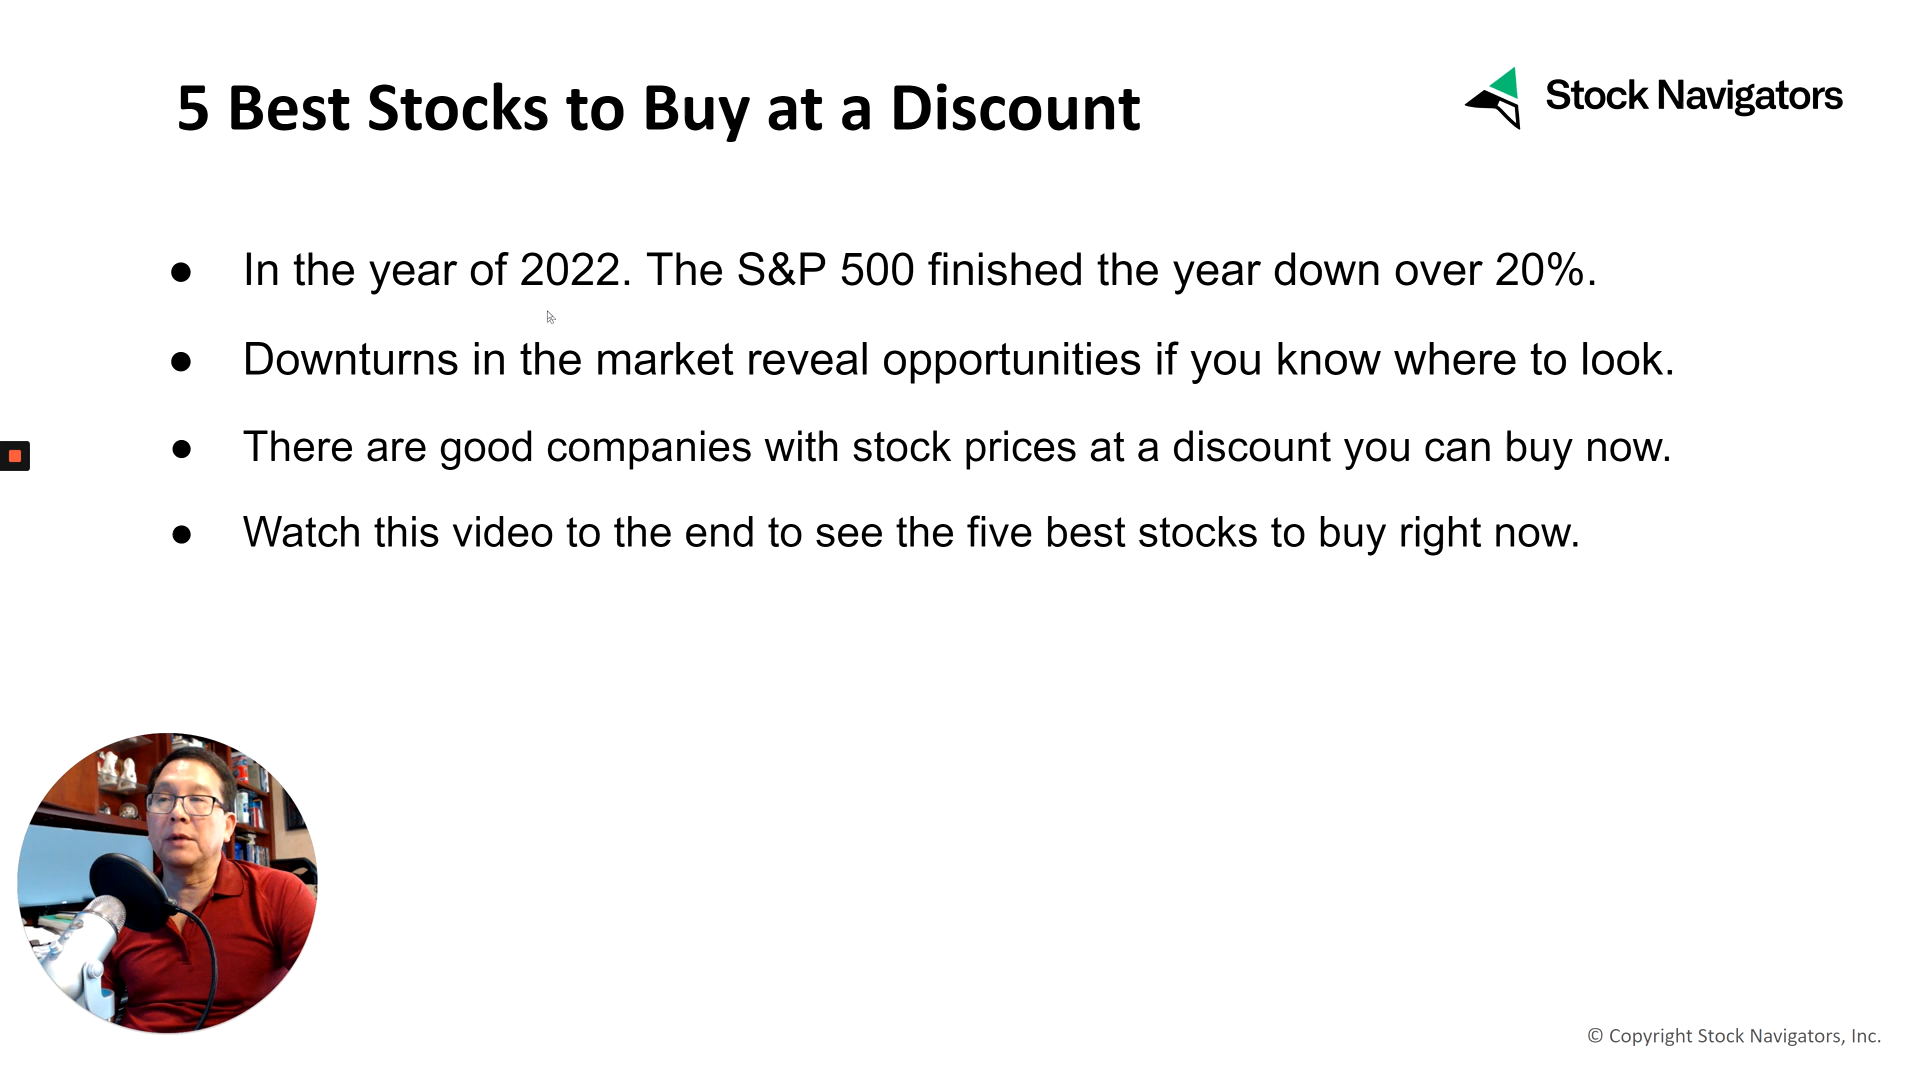 5 Best Stocks to Buy at a Discount
Stock Navigators
● In the year of 2022. The S&P 500 finished the year down over 20%.
● Downturns in the market reveal opportunities if you know where to look.
● There are good companies with stock prices at a discount you can buy now.
● Watch this video to the end to see the five best stocks to buy right now.
© Copyright Stock Navigators, Inc.